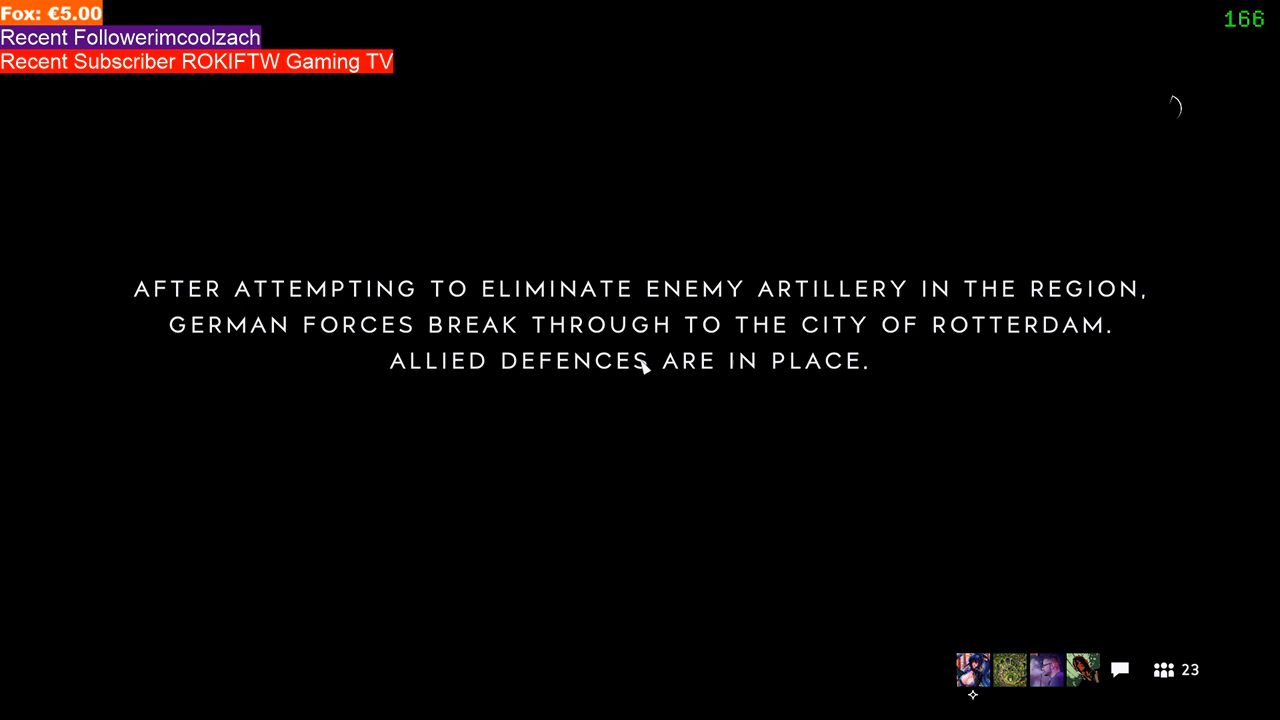 Fox: €5.00
166
Recent Followerimcoolzach
Recent Subscriber ROKIFTW Gaming TV
AFTER ATTEMPTING TO ELIMINATE ENEMY ARTILLERY IN THE REGION,
GERMAN FORCES BREAK THROUGH TO THE CITY OF ROTTERDAM.
ALLIED DEFENCES ARE IN PLACE.
23